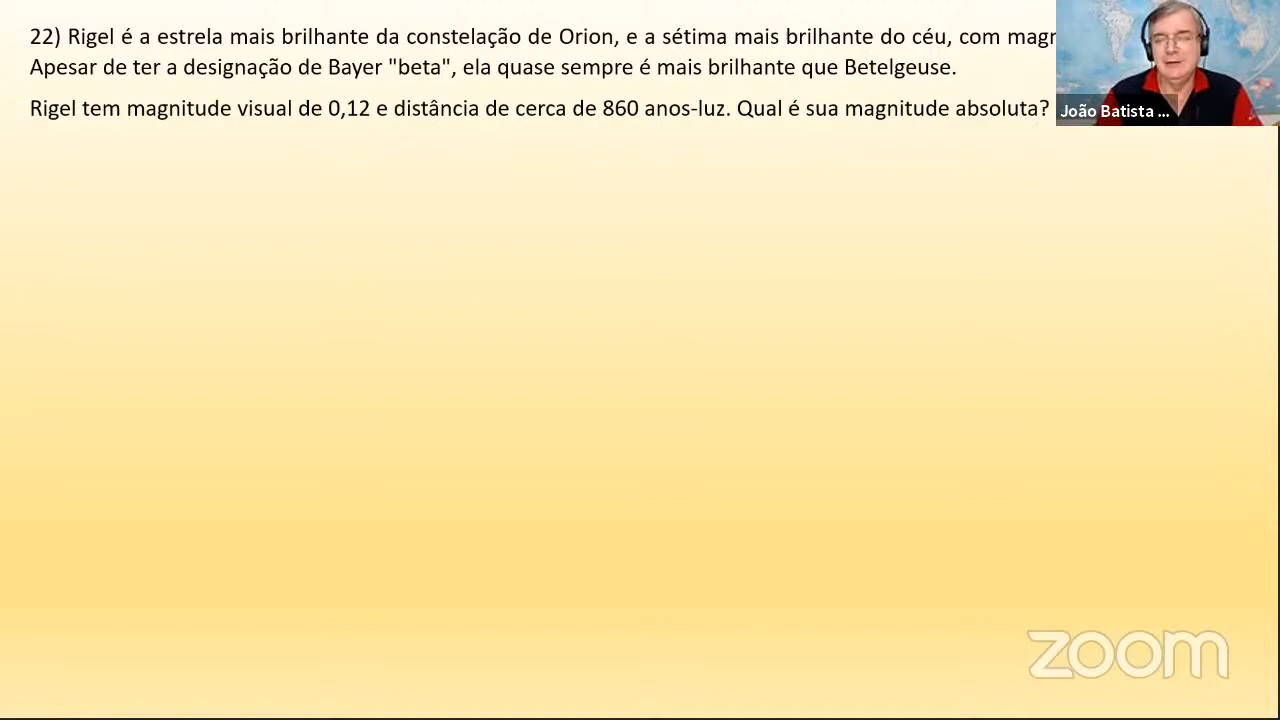 22) Rigel é a estrela mais brilhante da constelação de Orion, e a sétima mais brilhante do céu, com
Apesar de ter a designação de Bayer "beta", ela quase sempre é mais brilhante que Betelgeuse.
Rigel tem magnitude visual de 0,12 e distância de cerca de 860 anos-luz. Qual é sua magnitude absoluta?
João Batista ...
zoom